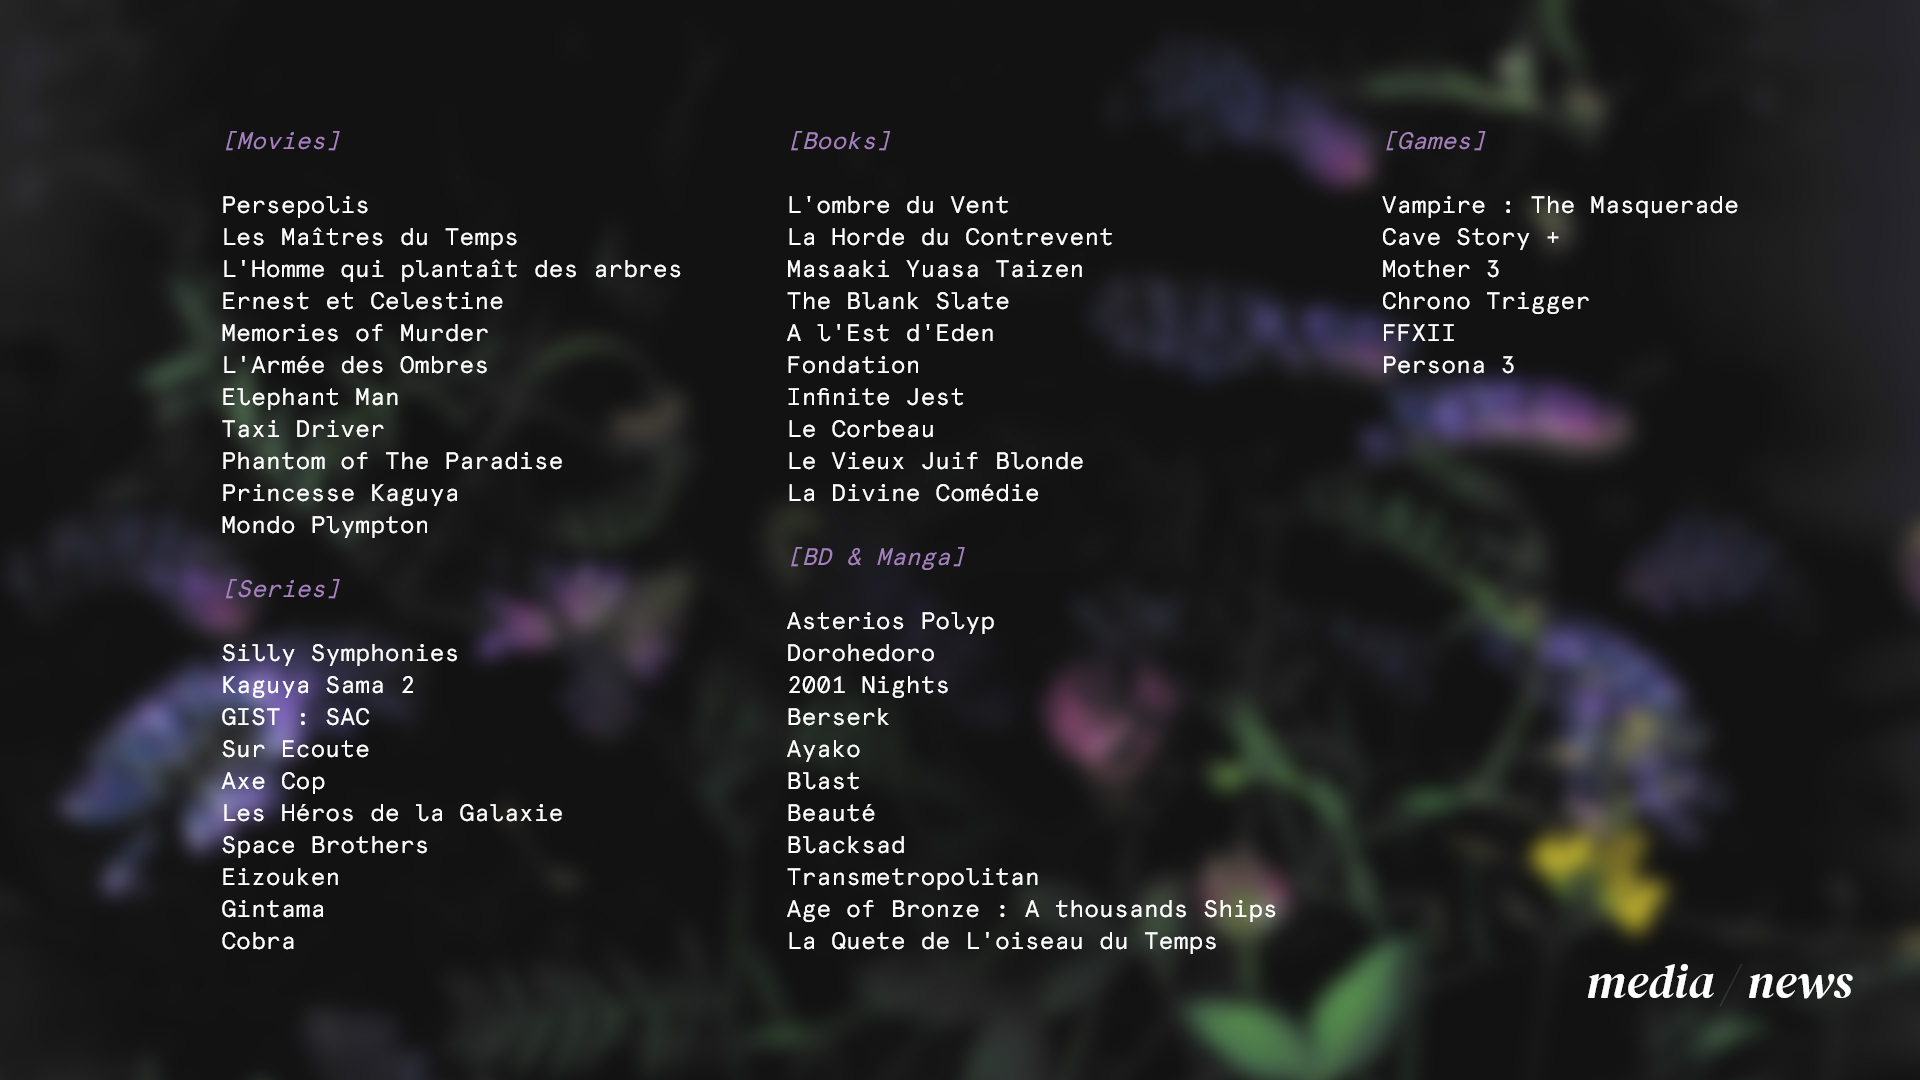 [Movies]
Persepolis
Les Maîtres du Temps
L'Homme qui plantaît des arbres
Ernest et Celestine
Memories of Murder
L'Armée des Ombres
Elephant Man
Taxi Driver
Phantom of The Paradise
Princesse Kaguya
Mondo Plympton
[Series]
Silly Symphonies
Kaguya Sama 2
GIST : SAC
Sur Ecoute
Axe Cop
Les Héros de la Galaxie
Space Brothers
Eizouken
Gintama
Cobra
[Books]
L'ombre du Vent
La Horde du Contrevent
Masaaki Yuasa Taizen
The Blank Slate
A l'Est d'Eden
Fondation
Infinite Jest
Le Corbeau
Le Vieux Juif Blonde
La Divine Comédie
[BD & Manga]
Asterios Polyp
Dorohedoro
2001 Nights
Berserk
Ayako
Blast
Beauté
Blacksad
Transmetropolitan
Age of Bronze : A thousands Ships
La Quete de L'oiseau du Temps
[Games]
Vampire : The Masquerade
Cave Story +
Mother 3
Chrono Trigger
FFXII
Persona 3
media / news